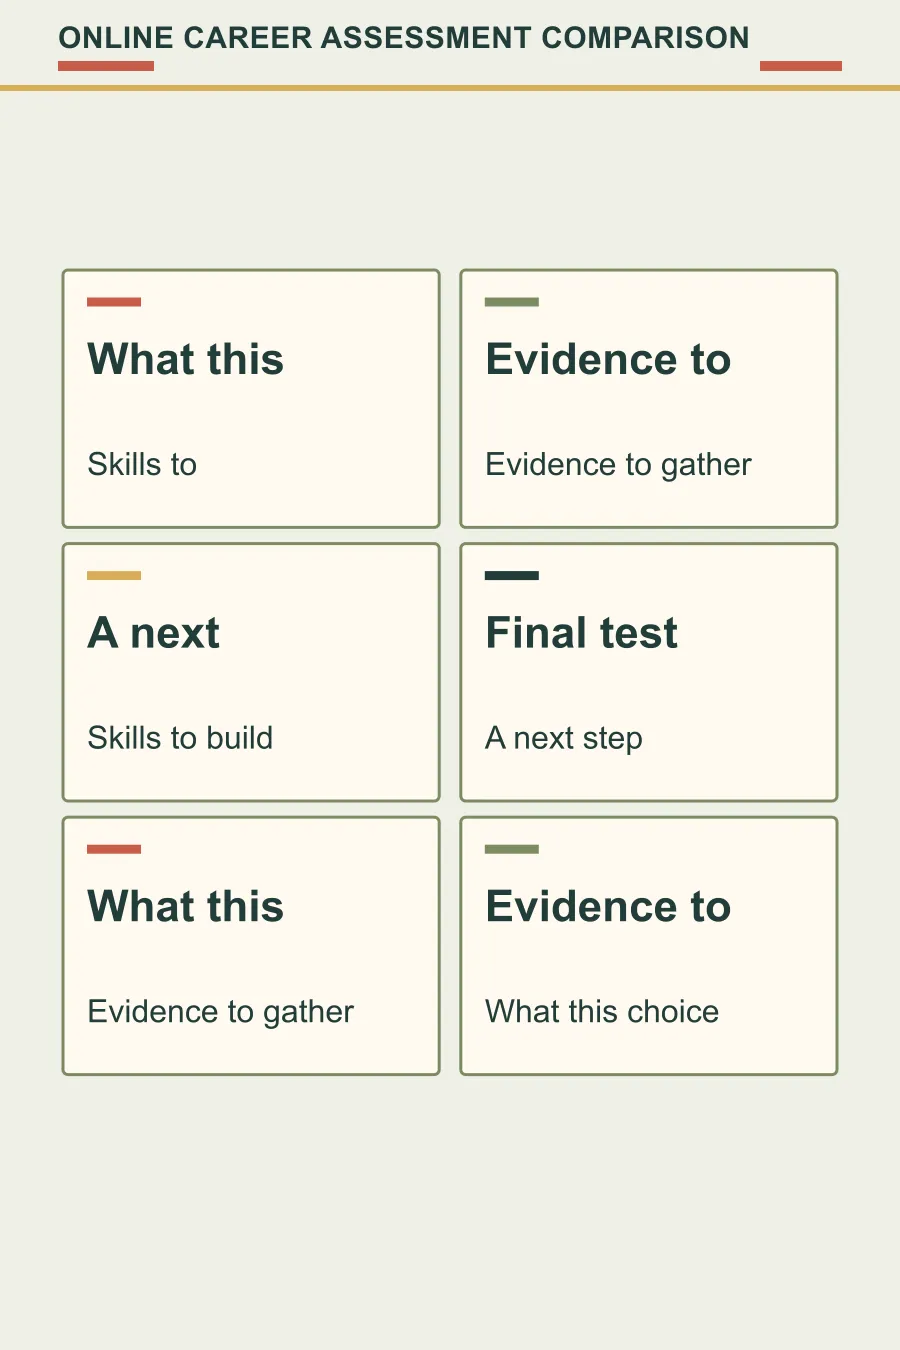 ONLINE CAREER ASSESSMENT COMPARISON
What this
Skills to
Evidence to
Evidence to gather
A next
Skills to build
Final test
A next step
What this
Evidence to gather
Evidence to
What this choice